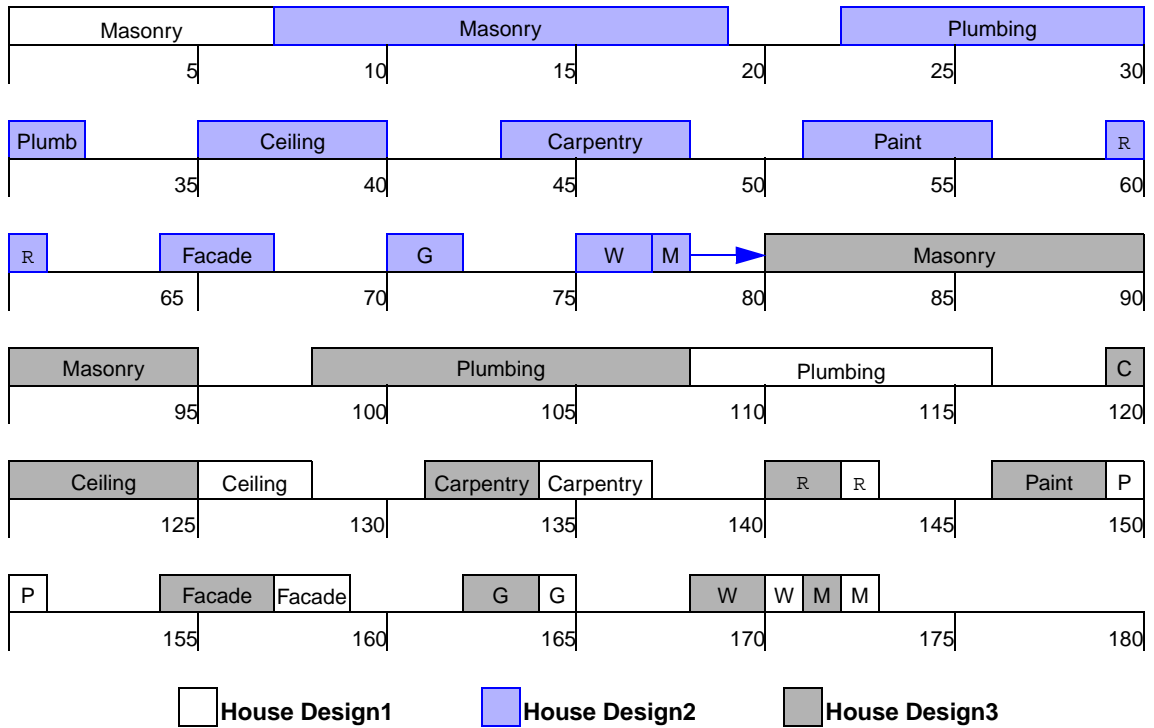 Masonry Masonry Plumbing
5 10 15 20 25 30
Plumb Ceiling Carpentry Paint R
35 40 45 50 55 60
R Facade G W M Masonry
65 70 75 80 85 90
Masonry Plumbing Plumbing C
95 100 105 110 115 120
Ceiling Ceiling Carpentry Carpentry R R Paint P
125 130 135 140 145 150
P Facade Facade G G W W M M
155 160 165 170 175 180
House Design1 House Design2 House Design3